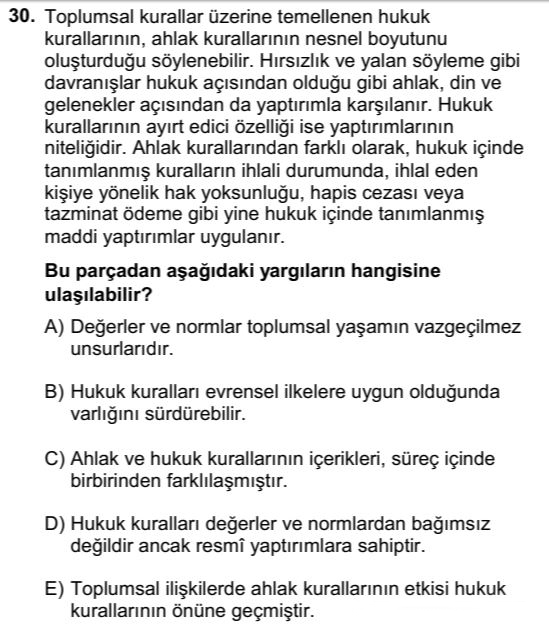 30. Toplumsal kurallar üzerine temellenen hukuk
kurallarının, ahlak kurallarının nesnel boyutunu
oluşturduğu söylenebilir. Hırsızlık ve yalan söyleme gibi
davranışlar hukuk açısından olduğu gibi ahlak, din ve
gelenekler açısından da yaptırımla karşılanır. Hukuk
kurallarının ayırt edici özelliği ise yaptırımlarının
niteliğidir. Ahlak kurallarından farklı olarak, hukuk içinde
tanımlanmış kuralların ihlali durumunda, ihlal eden
kişiye yönelik hak yoksunluğu, hapis cezası veya
tazminat ödeme gibi yine hukuk içinde tanımlanmış
maddi yaptırımlar uygulanır.
Bu parçadan aşağıdaki yargıların hangisine
ulaşılabilir?
A) Değerler ve normlar toplumsal yaşamın vazgeçilmez
unsurlarıdır.
B) Hukuk kuralları evrensel ilkelere uygun olduğunda
varlığını sürdürebilir.
C) Ahlak ve hukuk kurallarının içerikleri, süreç içinde
birbirinden farklılaşmıştır.
D) Hukuk kuralları değerler ve normlardan bağımsız
değildir ancak resmî yaptırımlara sahiptir.
E) Toplumsal ilişkilerde ahlak kurallarının etkisi hukuk
kurallarının önüne geçmiştir.